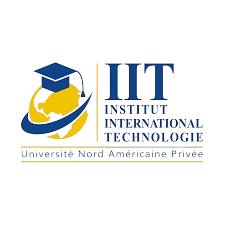 IIT
INSTITUT
INTERNATIONAL
TECHNOLOGIE
Université Nord Américaine Privée